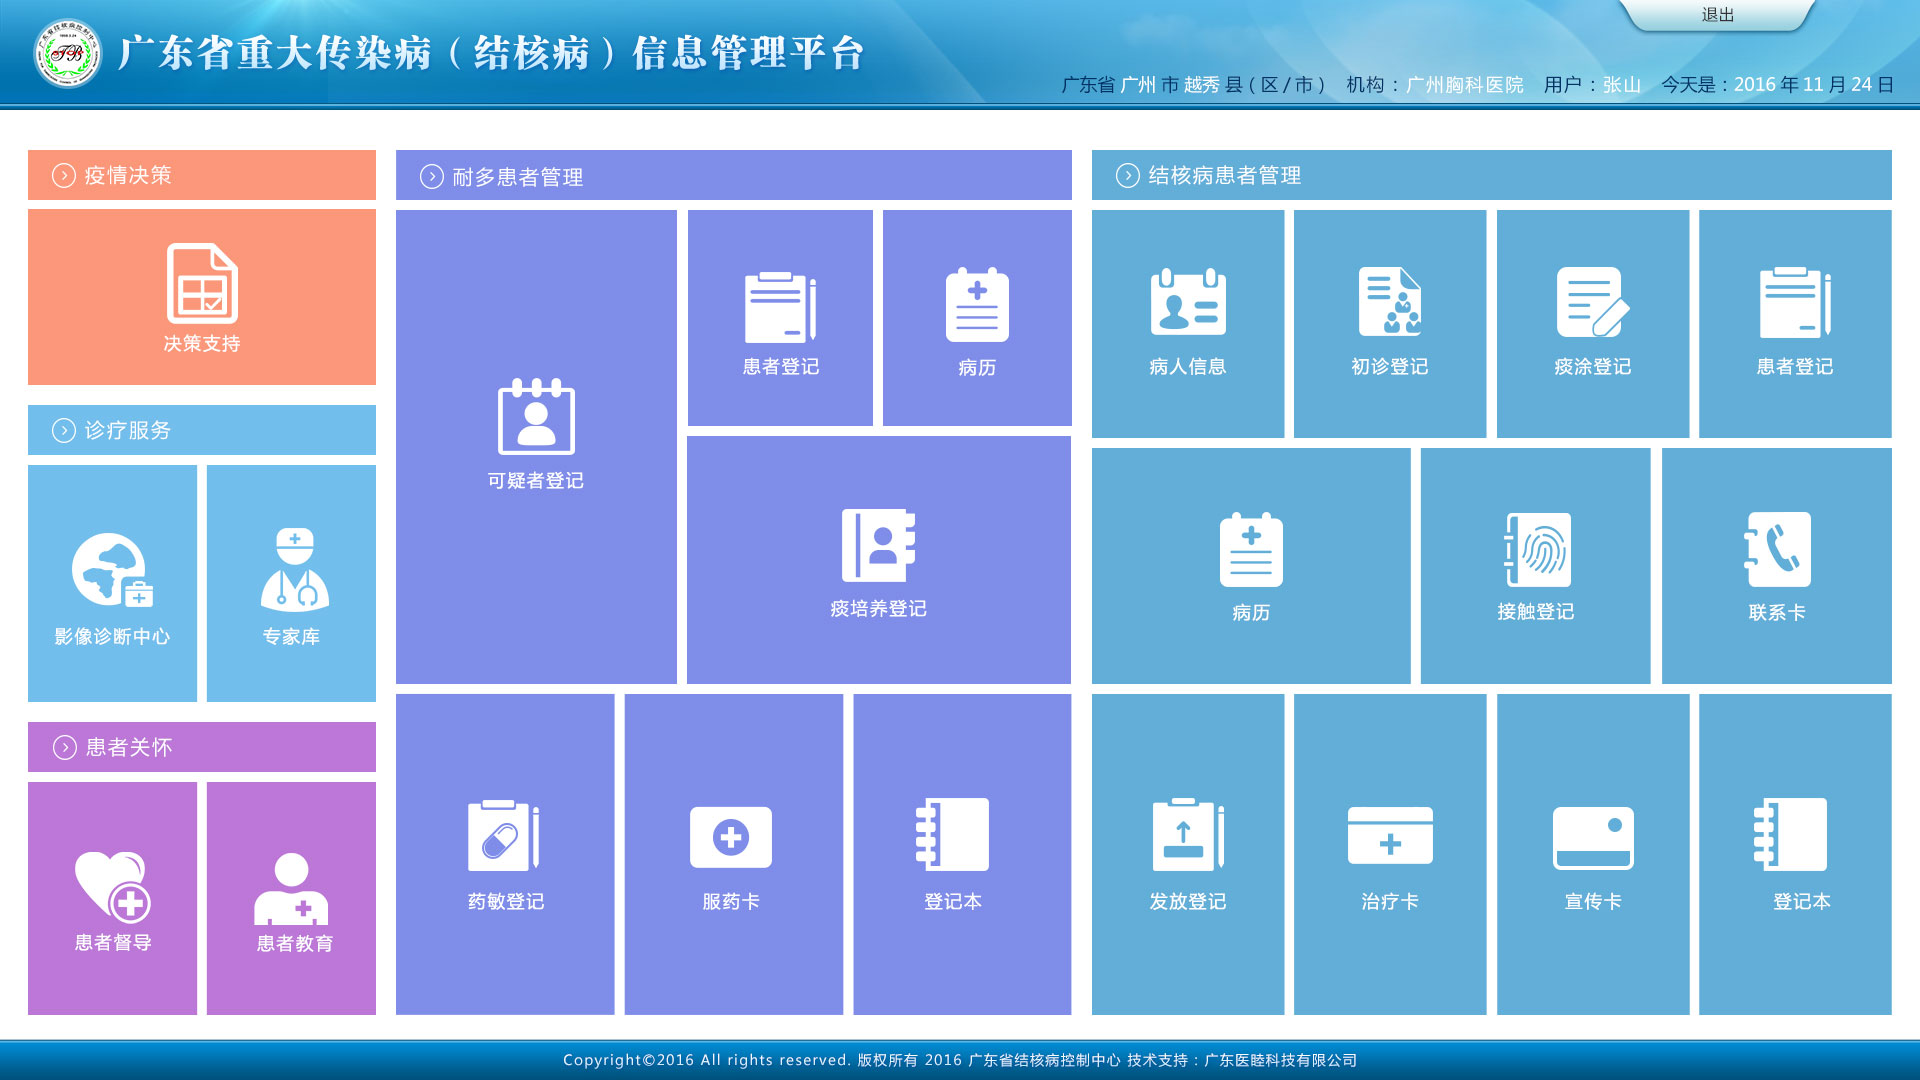 广东省重大传染病（结核病）信息管理平台
退出
广东省 广州 市 越秀 县（区/市） 机构：广州胸科医院 用户：张山 今天是：2016 年 11 月 24 日
疫情决策
决策支持
诊疗服务
影像诊断中心
专家库
患者关怀
患者督导
患者教育
耐多患者管理
可疑者登记
患者登记
病历
痰培养登记
药敏登记
服药卡
登记本
结核病患者管理
病人信息
初诊登记
痰涂登记
患者登记
病历
接触登记
联系卡
发放登记
治疗卡
宣传卡
登记本
Copyright©2016 All rights reserved. 版权所有 2016 广东省结核病控制中心 技术支持：广东医睦科技有限公司